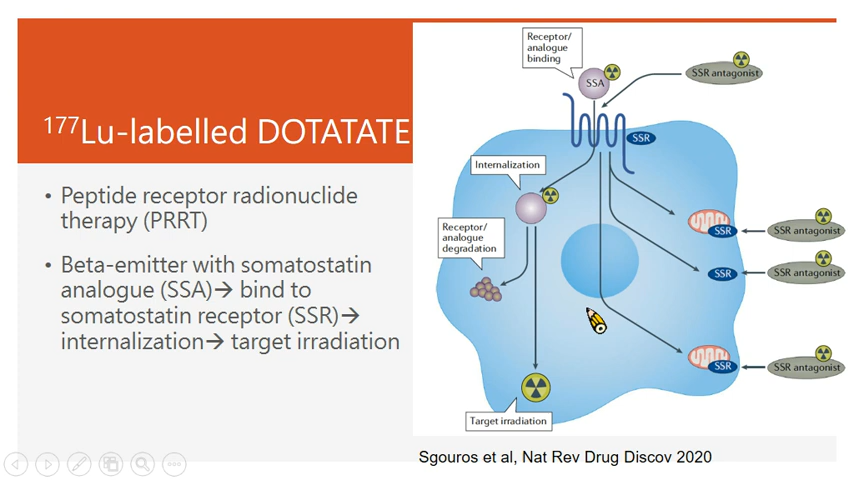 ¹⁷⁷Lu-labelled DOTATATE
• Peptide receptor radionuclide
therapy (PRRT)
• Beta-emitter with somatostatin
analogue (SSA)→ bind to
somatostatin receptor (SSR)→
internalization→ target irradiation
Receptor/
analogue
binding
SSA
SSR antagonist
SSR
Internalization
Receptor/
analogue
degradation
SSR
SSR antagonist
SSR
SSR antagonist
SSR
SSR antagonist
Target irradiation
Sgouros et al, Nat Rev Drug Discov 2020